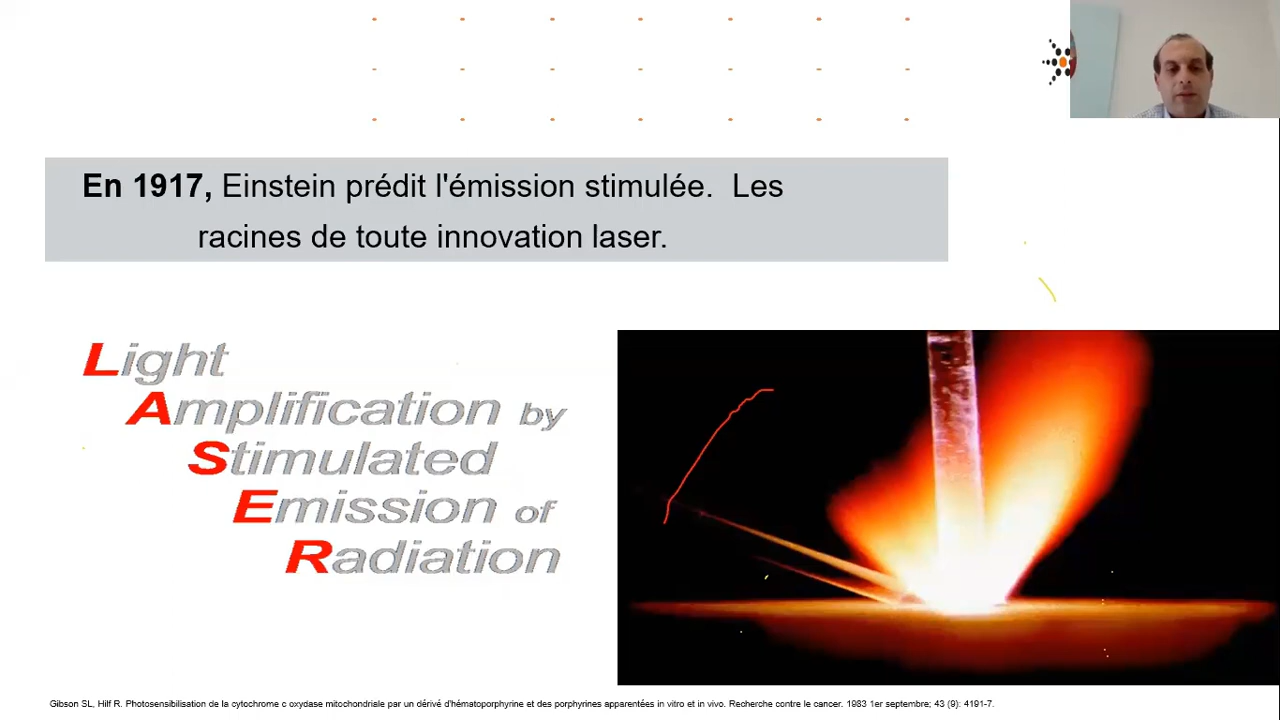 En 1917, Einstein prédit l'émission stimulée. Les
racines de toute innovation laser.
Light
Amplification by
Stimulated
Emission of
Radiation
Gibson SL, Hilf R. Photosensibilisation de la cytochrome c oxydase mitochondriale par un dérivé d'hématoporphyrine et des porphyrines apparentées in vitro et in vivo. Recherche contre le cancer. 1983 1er septembre; 43 (9): 4191-7.